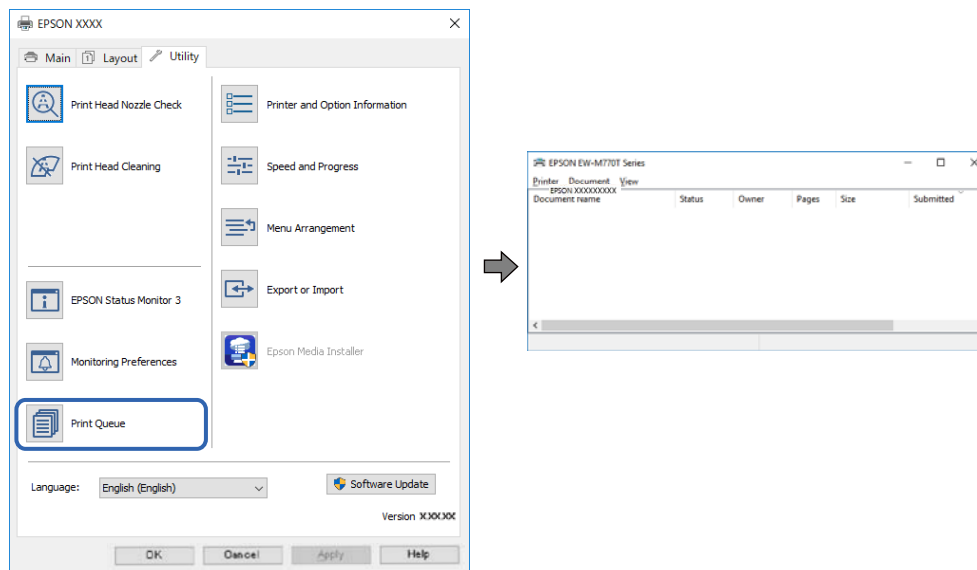 EPSON XXXX
Main
Layout
Utility
Print Head Nozzle Check
Print Head Cleaning
EPSON Status Monitor 3
Monitoring Preferences
Print Queue
Printer and Option Information
Speed and Progress
Menu Arrangement
Export or Import
Epson Media Installer
Language: English (English)
Software Update
Version X.XX.XX
OK Cancel Apply Help
EPSON EW-M770T Series
Printer Document View
EPSON XXXXXXXXX
Document Name Status Owner Pages Size Submitted